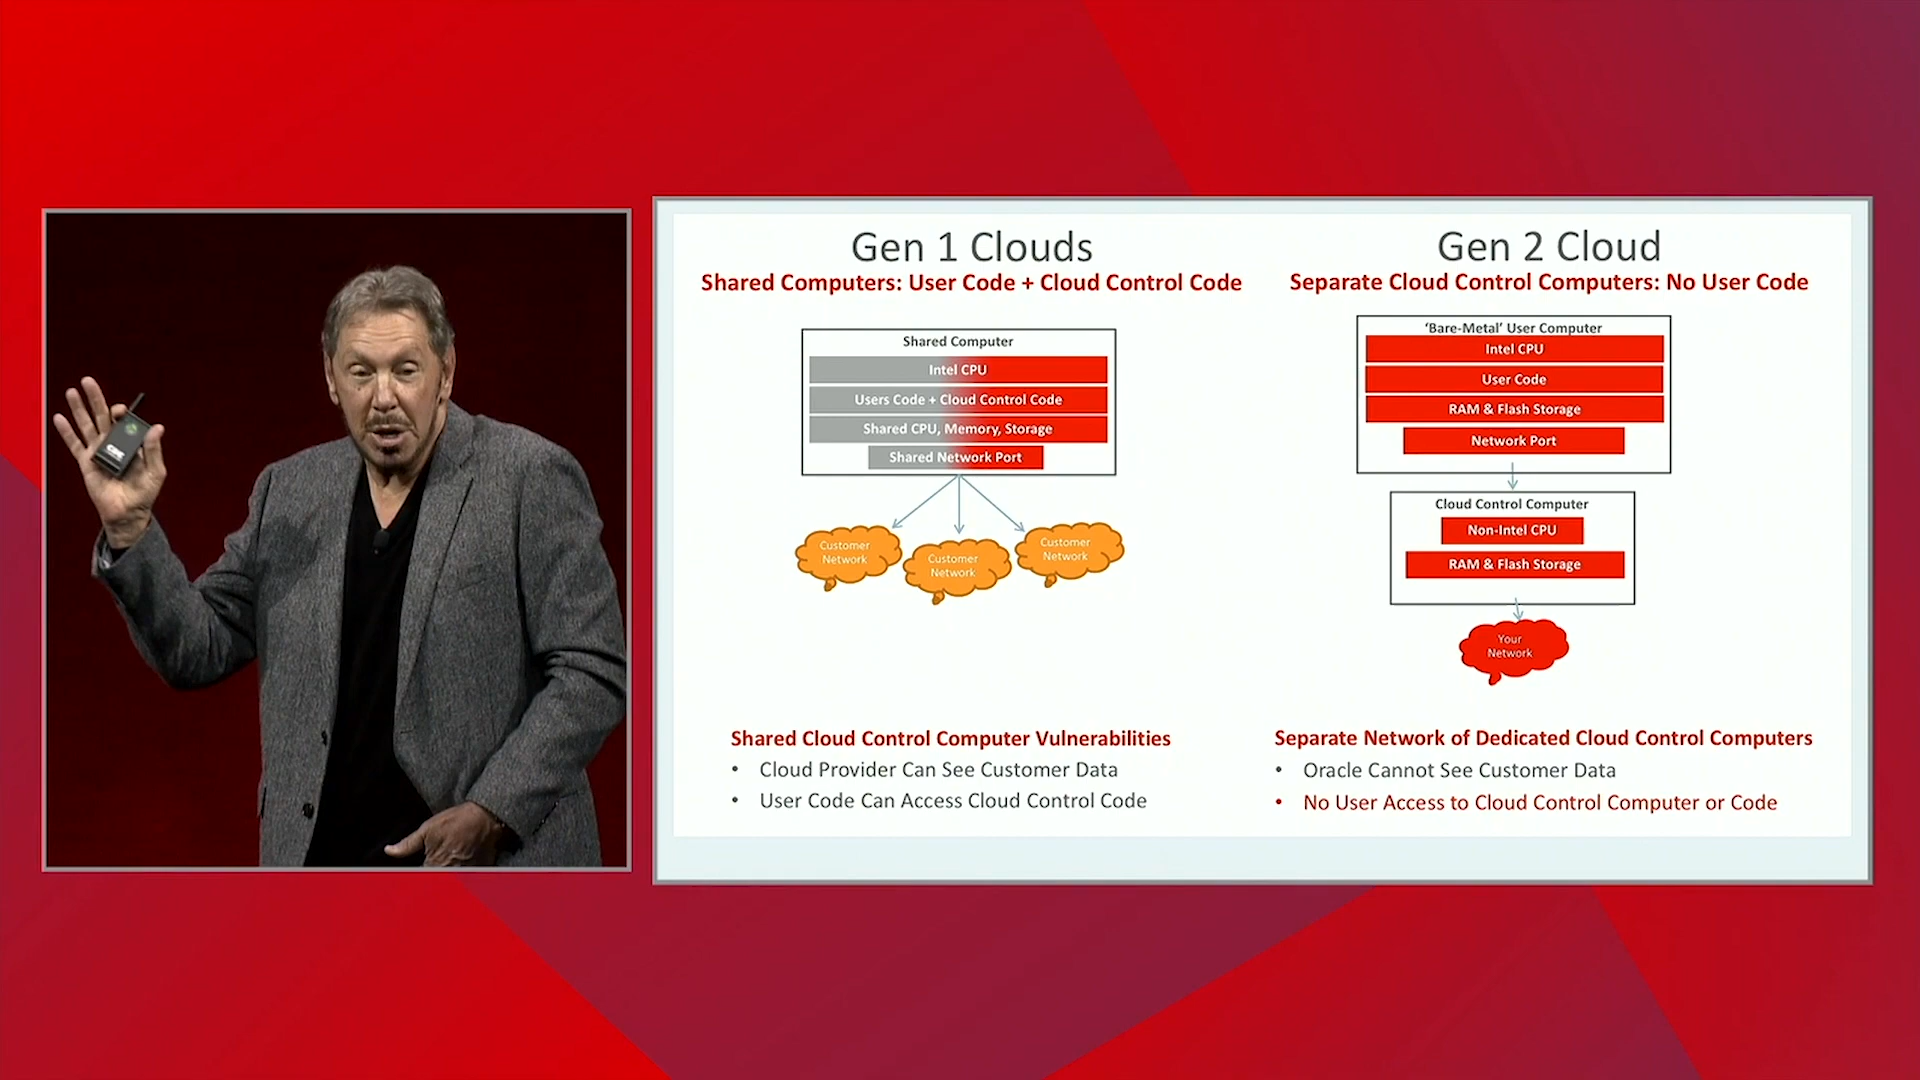 Gen 1 Clouds
Shared Computers: User Code + Cloud Control Code
Shared Computer
Intel CPU
Users Code + Cloud Control Code
Shared CPU, Memory, Storage
Shared Network Port
Customer
Network
Customer
Network
Customer
Network
Shared Cloud Control Computer Vulnerabilities
• Cloud Provider Can See Customer Data
• User Code Can Access Cloud Control Code
Gen 2 Cloud
Separate Cloud Control Computers: No User Code
‘Bare-Metal’ User Computer
Intel CPU
User Code
RAM & Flash Storage
Network Port
Cloud Control Computer
Non-Intel CPU
RAM & Flash Storage
Your
Network
Separate Network of Dedicated Cloud Control Computers
• Oracle Cannot See Customer Data
• No User Access to Cloud Control Computer or Code